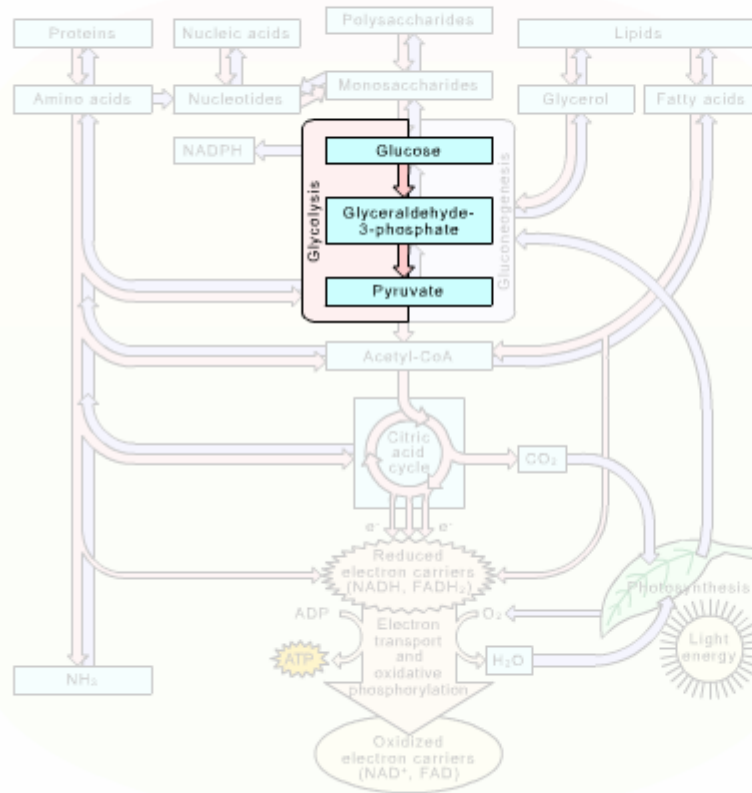 Polysaccharides
Proteins
Nucleic acids
Lipids
Amino acids
Nucleotides
Monosaccharides
Glycerol
Fatty acids
NADPH
Glucose
Glycolysis
Glyceraldehyde-
3-phosphate
Gluconeogenesis
Pyruvate
Acetyl-CoA
Citric
acid
cycle
CO₂
e⁻
e⁻
Reduced
electron carriers
(NADH, FADH₂)
Photosynthesis
ADP
O₂
Electron
transport
and
oxidative
phosphorylation
ATP
H₂O
Light
energy
NH₃
Oxidized
electron carriers
(NAD⁺, FAD)